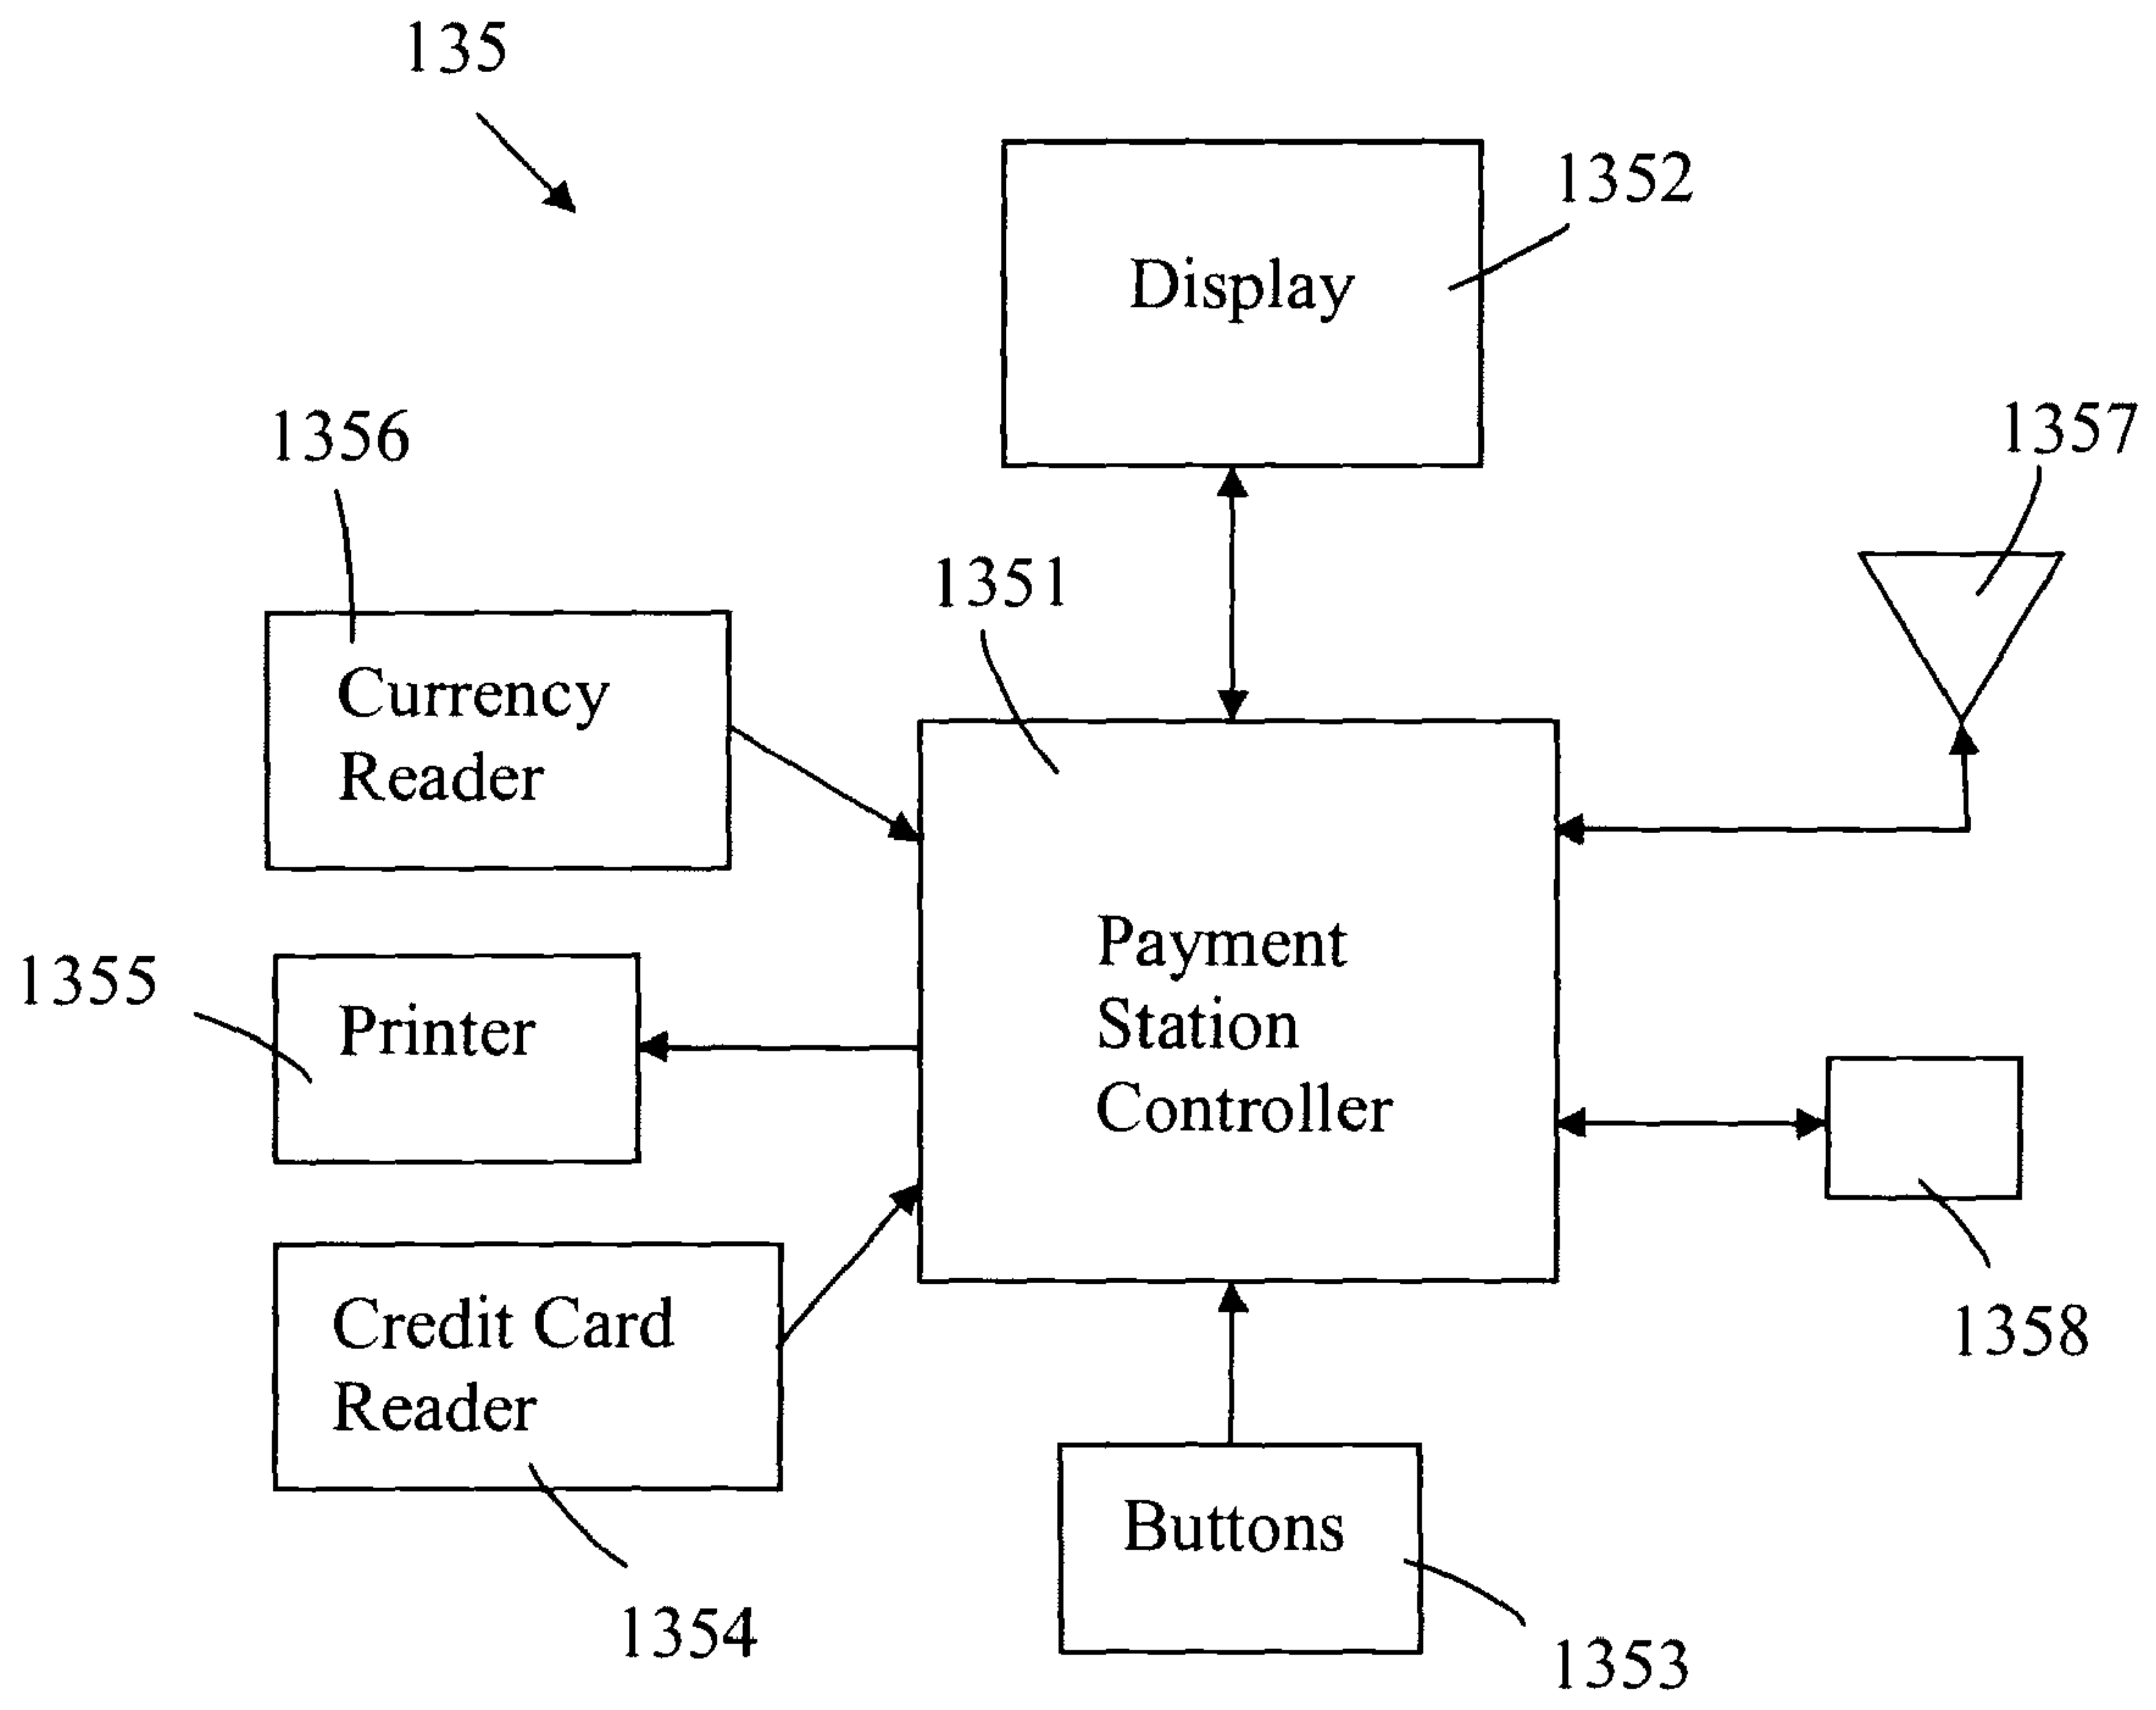 135
1352
Display
1356
1357
1351
Currency
Reader
Payment
Station
Controller
1355
Printer
1358
Credit Card
Reader
Buttons
1354
1353